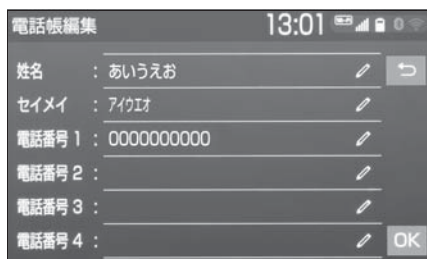 電話帳編集 13:01
姓名 : あいうえお
セイメイ : ｱｲｳｴｵ
電話番号 1 : 0000000000
電話番号 2 :
電話番号 3 :
電話番号 4 : OK